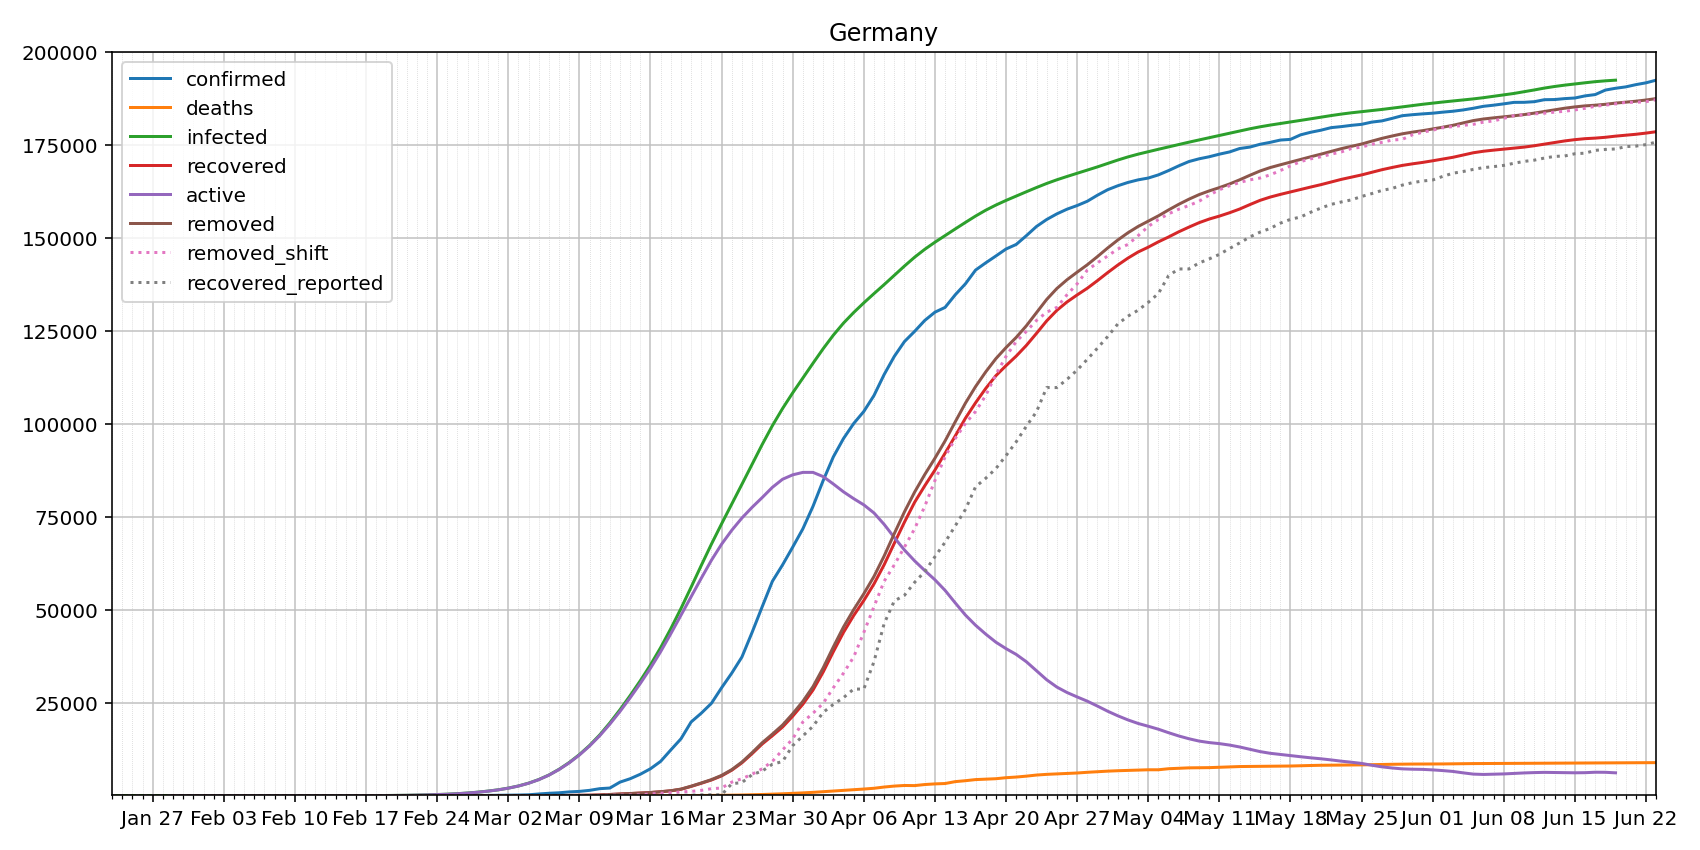 Germany
200000
175000
150000
125000
100000
75000
50000
25000
confirmed
deaths
infected
recovered
active
removed
removed_shift
recovered_reported
Jan 27 Feb 03 Feb 10 Feb 17 Feb 24 Mar 02 Mar 09 Mar 16 Mar 23 Mar 30 Apr 06 Apr 13 Apr 20 Apr 27 May 04 May 11 May 18 May 25 Jun 01 Jun 08 Jun 15 Jun 22